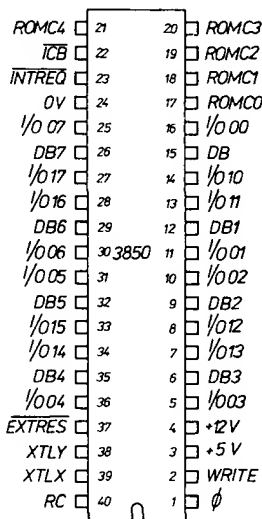 ROMC4 21 20 ROMC3
ICB 22 19 ROMC2
INTREQ 23 18 ROMC1
0V 24 17 ROMC0
I/O 07 25 16 I/O 00
DB7 26 15 DB
I/O 17 27 14 I/O 10
I/O 16 28 13 I/O 11
DB6 29 12 DB1
I/O 06 30 3850 11 I/O 01
I/O 05 31 10 I/O 02
DB5 32 9 DB2
I/O 15 33 8 I/O 12
I/O 14 34 7 I/O 13
DB4 35 6 DB3
I/O 04 36 5 I/O 03
EXTRES 37 4 +12V
XTLY 38 3 +5V
XTLX 39 2 WRITE
RC 40 1 ϕ